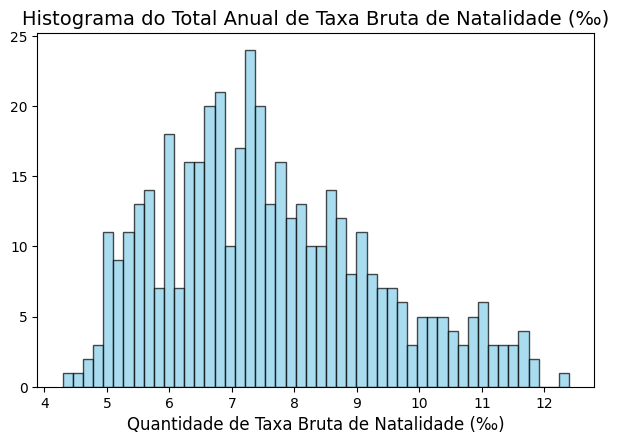 Histograma do Total Anual de Taxa Bruta de Natalidade (‰)
25
20
15
10
5
0
4 5 6 7 8 9 10 11 12
Quantidade de Taxa Bruta de Natalidade (‰)